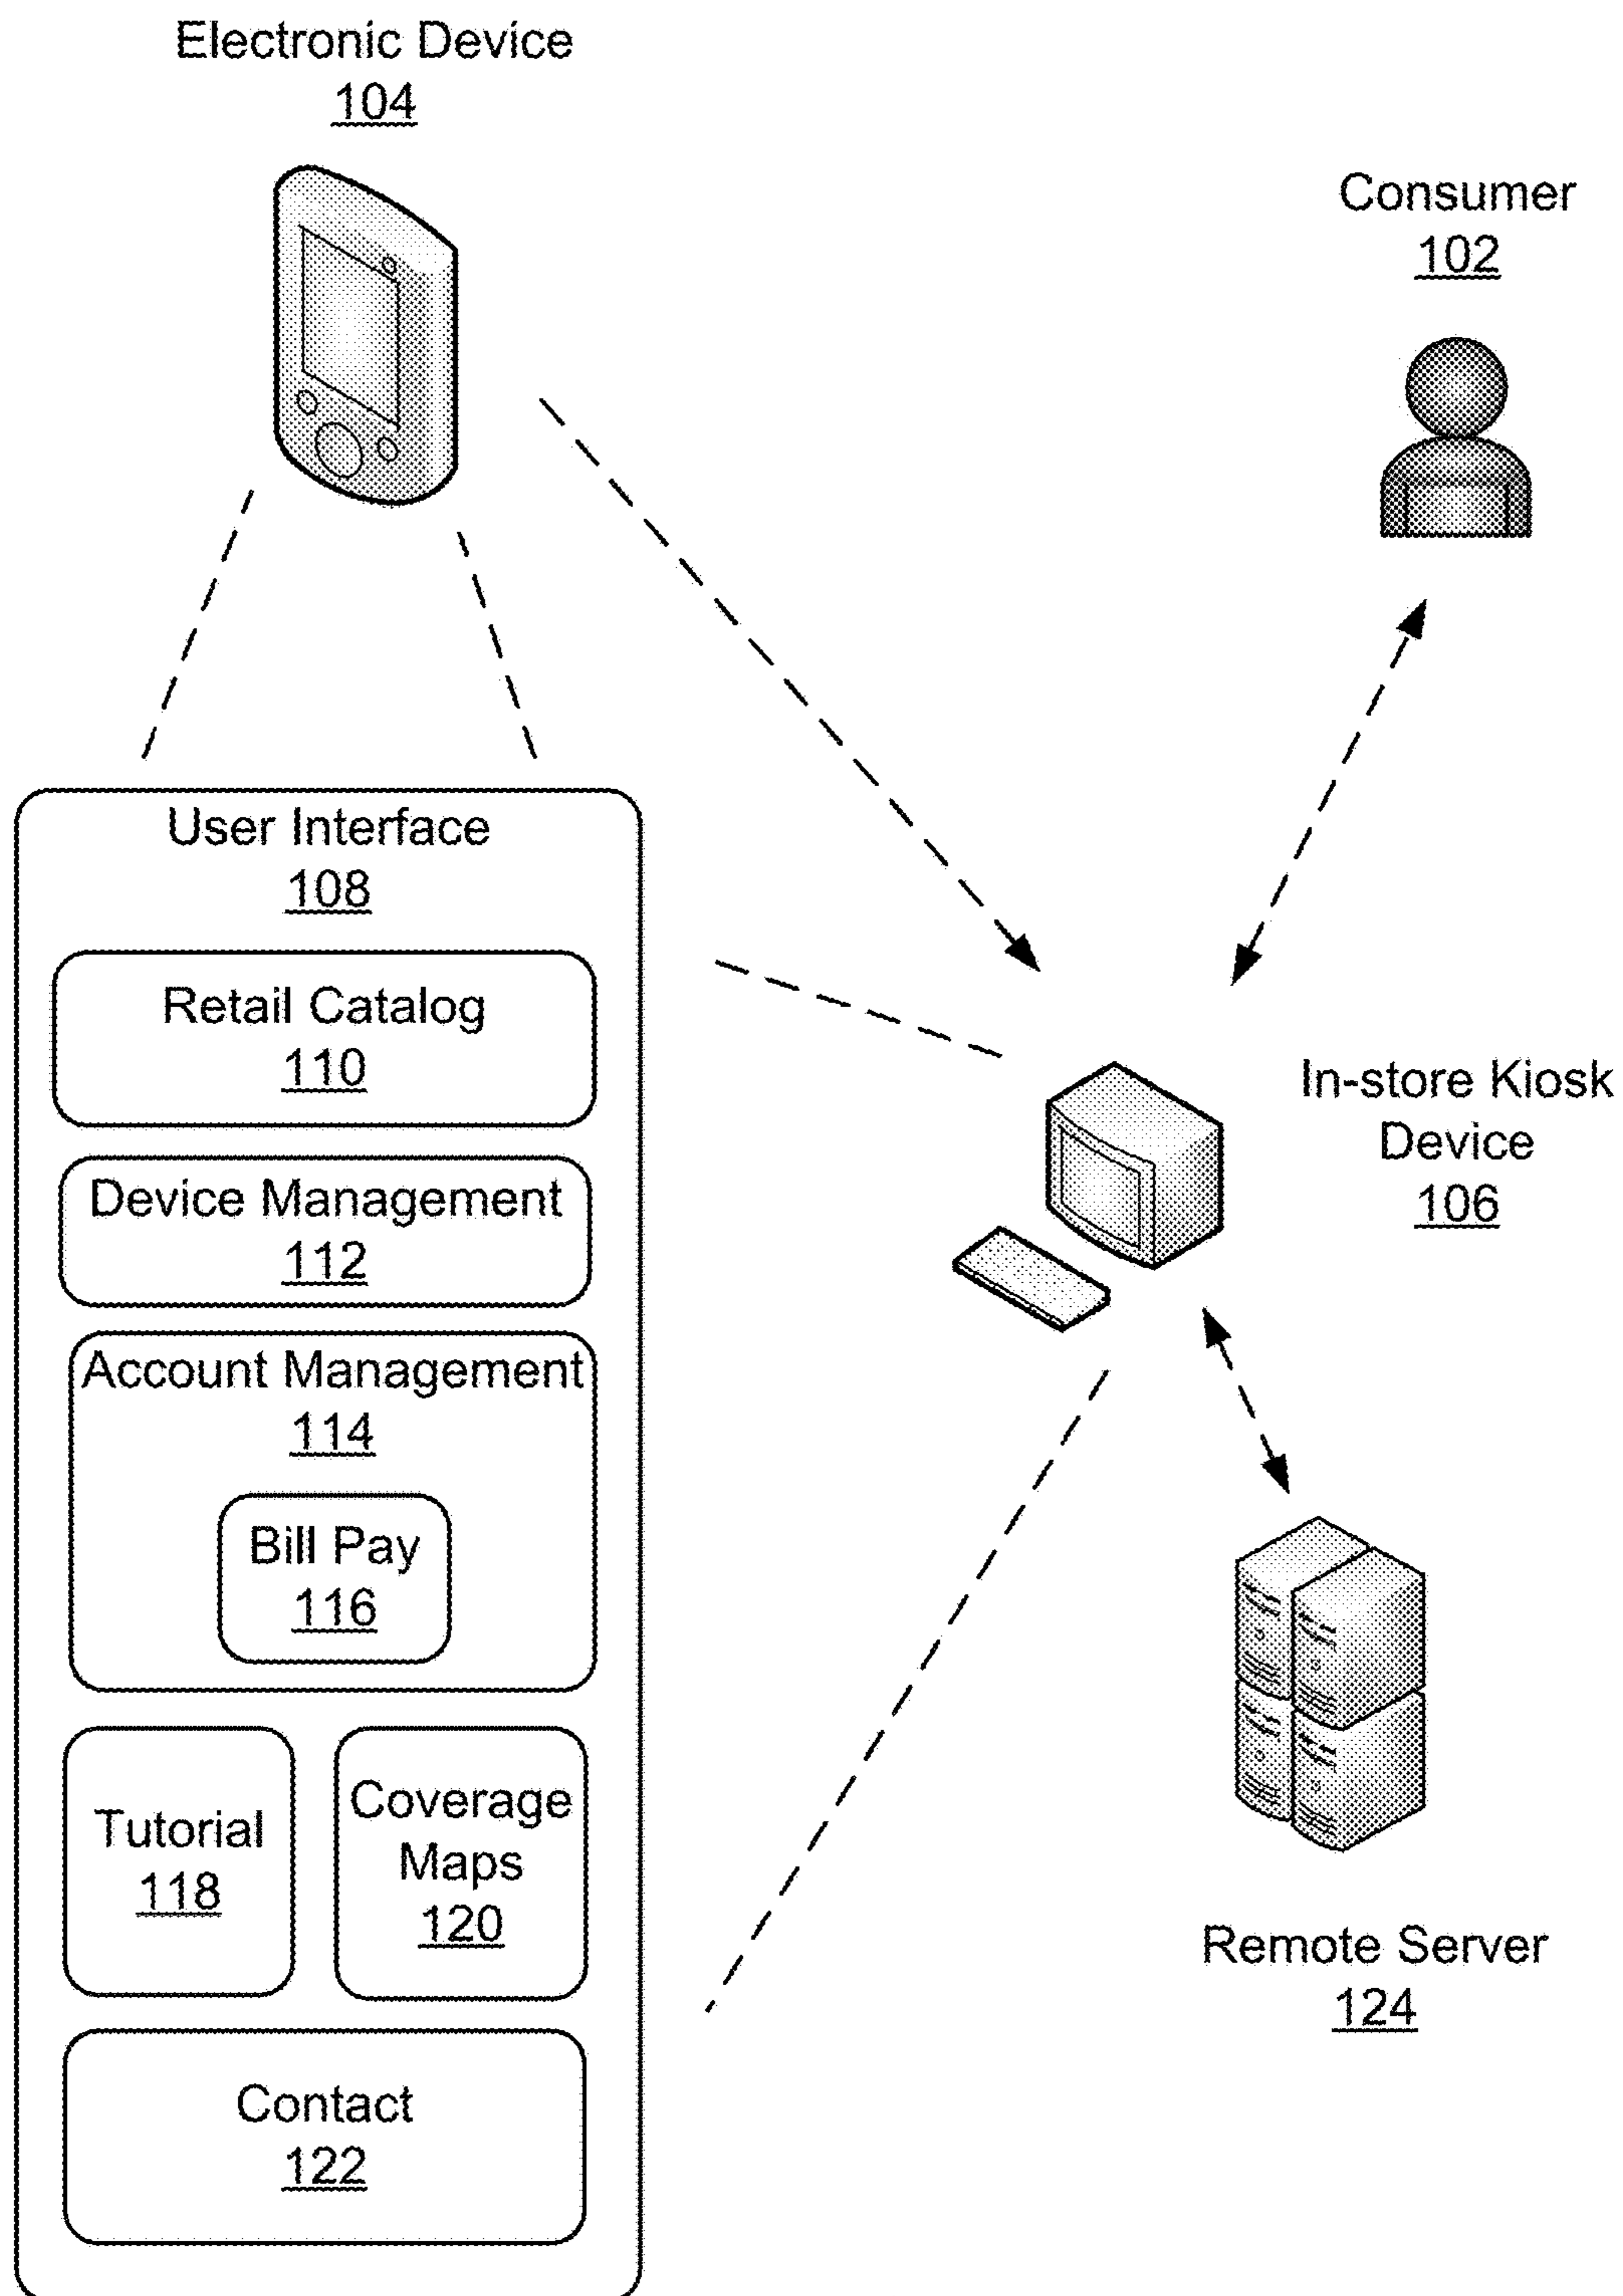 Electronic Device
104
Consumer
102
User Interface
108
Retail Catalog
110
Device Management
112
Account Management
114
Bill Pay
116
Tutorial
118
Coverage
Maps
120
Contact
122
In-store Kiosk
Device
106
Remote Server
124